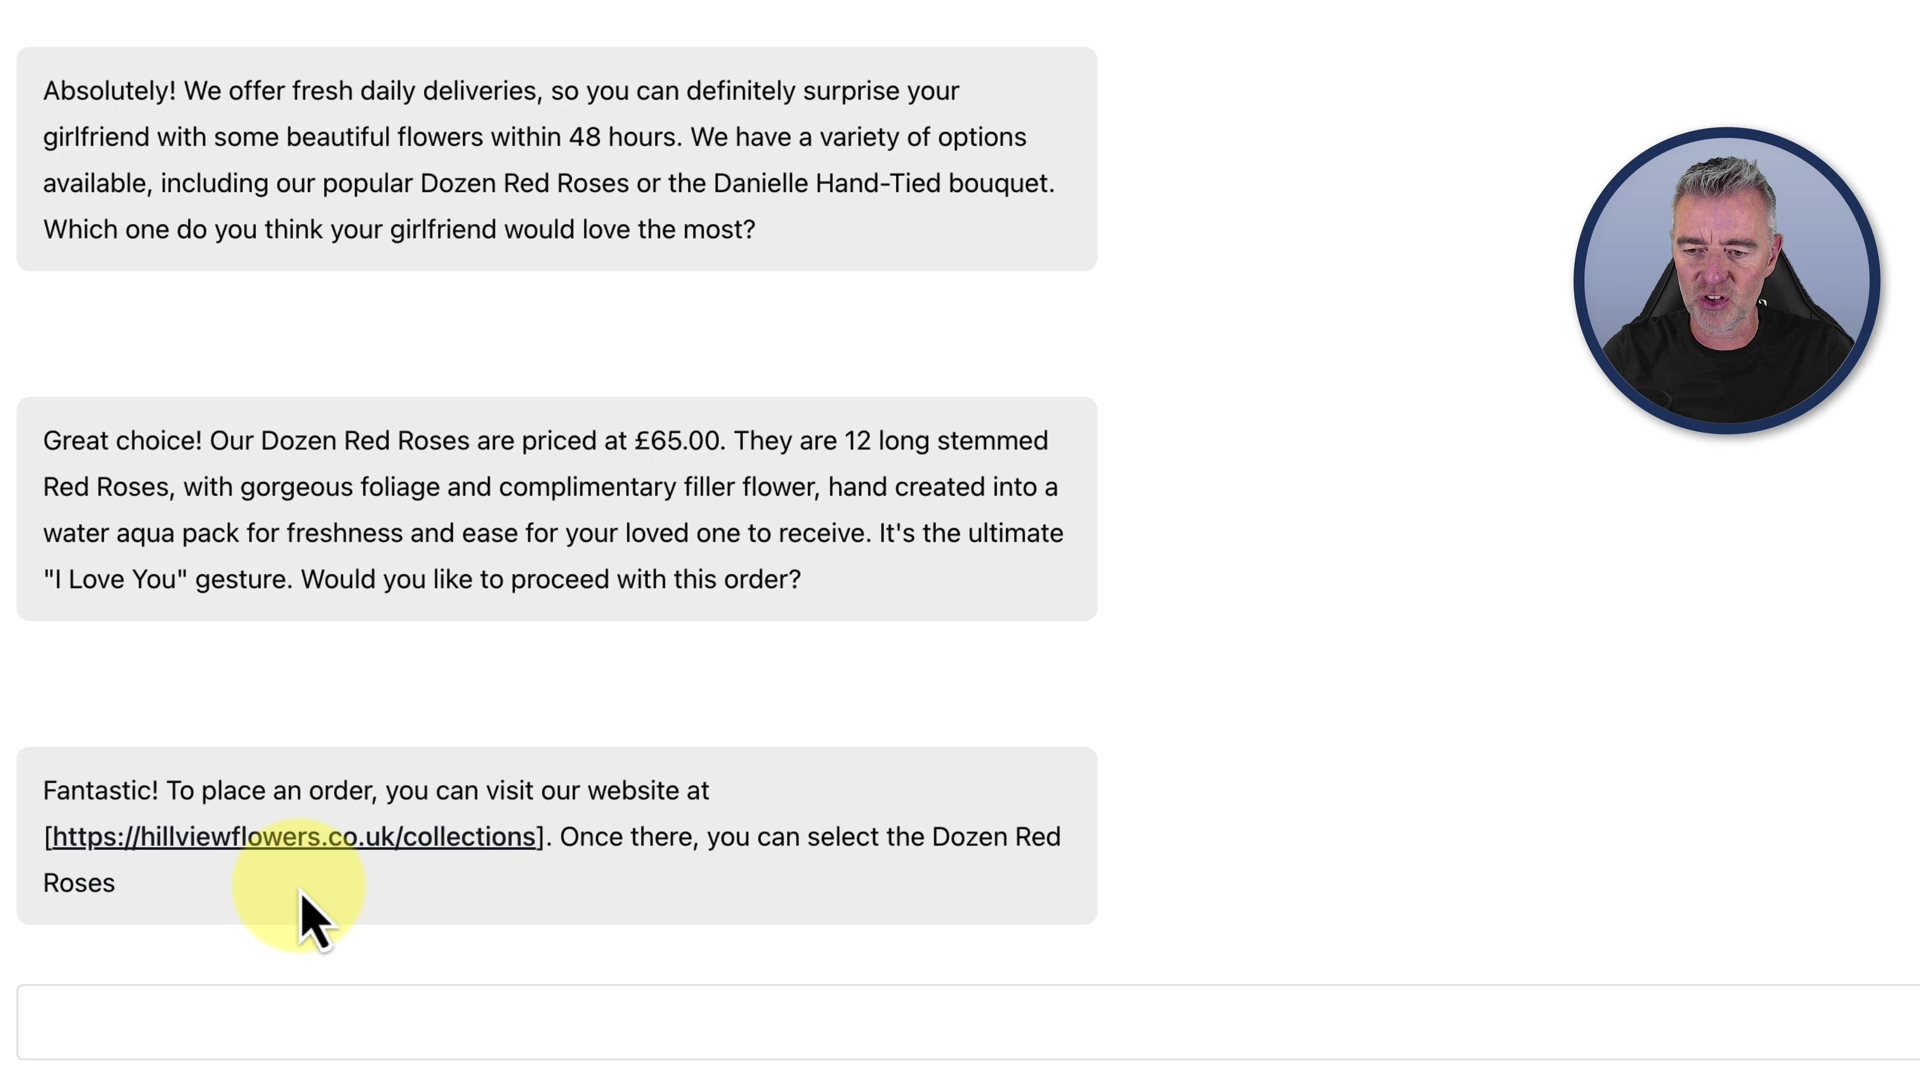 Absolutely! We offer fresh daily deliveries, so you can definitely surprise your
girlfriend with some beautiful flowers within 48 hours. We have a variety of options
available, including our popular Dozen Red Roses or the Danielle Hand-Tied bouquet.
Which one do you think your girlfriend would love the most?
Great choice! Our Dozen Red Roses are priced at £65.00. They are 12 long stemmed
Red Roses, with gorgeous foliage and complimentary filler flower, hand created into a
water aqua pack for freshness and ease for your loved one to receive. It's the ultimate
"I Love You" gesture. Would you like to proceed with this order?
Fantastic! To place an order, you can visit our website at
[https://hillviewflowers.co.uk/collections]. Once there, you can select the Dozen Red
Roses